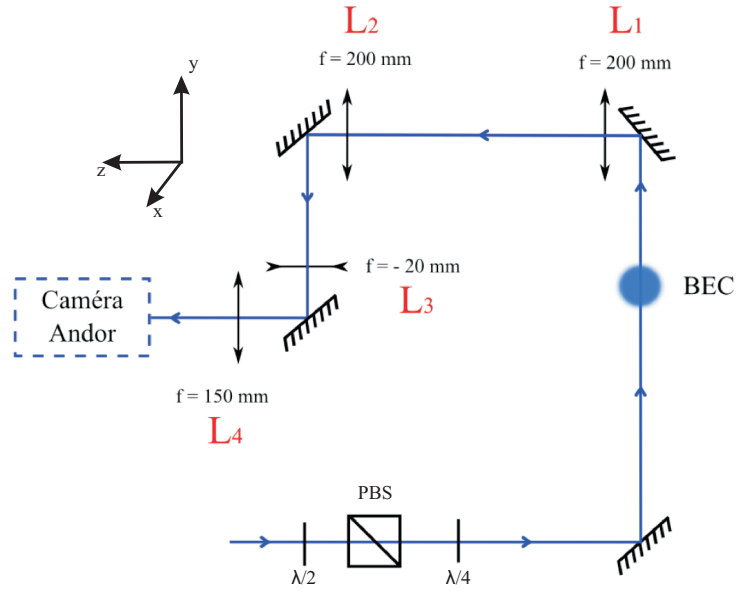 L2
L1
f = 200 mm
f = 200 mm
y
z
x
BEC
f = - 20 mm
L3
Caméra
Andor
f = 150 mm
L4
PBS
λ/2
λ/4